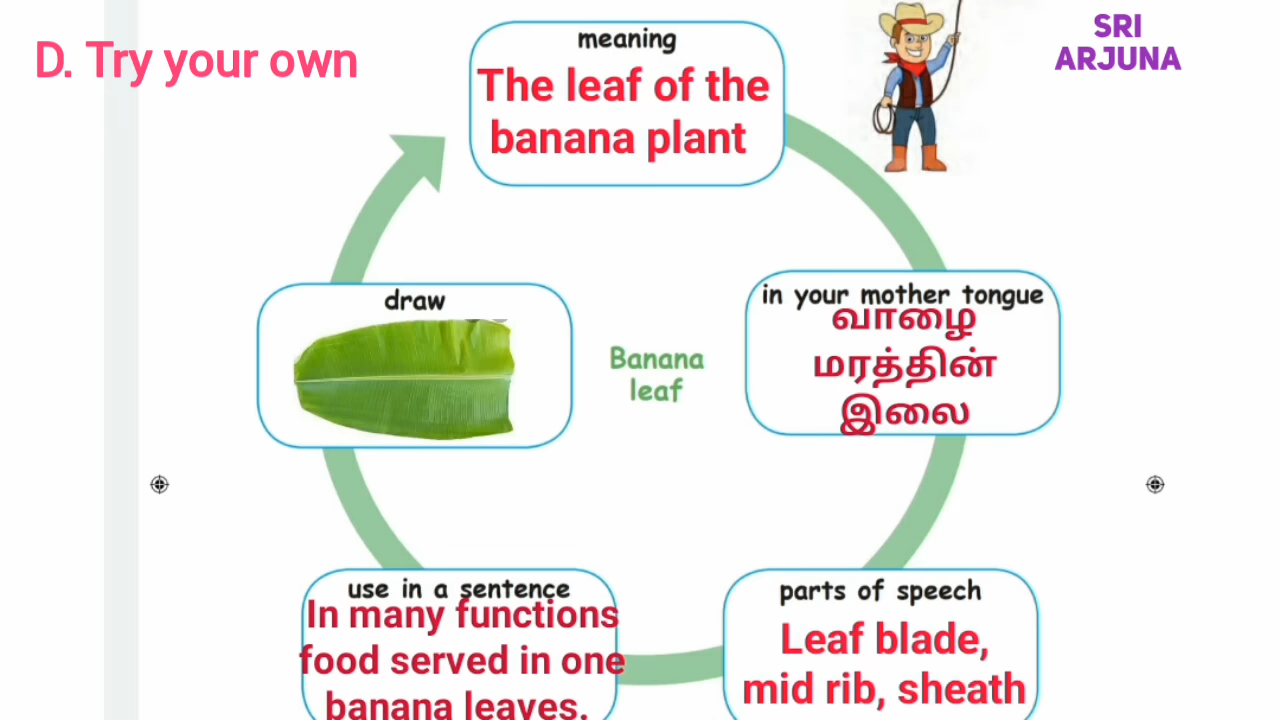 D. Try your own
SRI
ARJUNA
meaning
The leaf of the
banana plant
in your mother tongue
வாழை
மரத்தின்
இலை
draw
Banana
leaf
use in a sentence
In many functions
food served in one
banana leaves.
parts of speech
Leaf blade,
mid rib, sheath